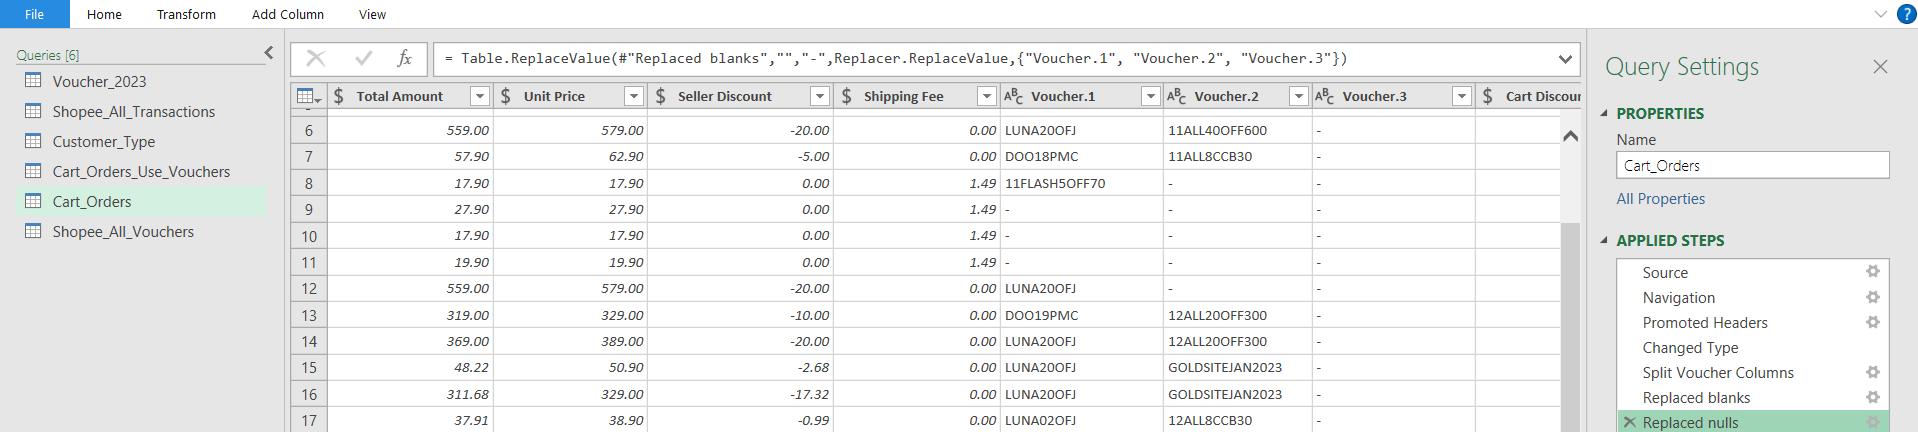 File Home Transform Add Column View
Queries [6]
Voucher_2023
Shopee_All_Transactions
Customer_Type
Cart_Orders_Use_Vouchers
Cart_Orders
Shopee_All_Vouchers
fx = Table.ReplaceValue(#"Replaced blanks","","-",Replacer.ReplaceValue,{"Voucher.1", "Voucher.2", "Voucher.3"})
$ Total Amount $ Unit Price $ Seller Discount $ Shipping Fee ABC Voucher.1 ABC Voucher.2 ABC Voucher.3 $ Cart Discour
6 559.00 579.00 -20.00 0.00 LUNA20OFJ 11ALL40OFF600 -
7 57.90 62.90 -5.00 0.00 DOO18PMC 11ALL8CCB30 -
8 17.90 17.90 0.00 1.49 11FLASH5OFF70 - -
9 27.90 27.90 0.00 1.49 - - -
10 17.90 17.90 0.00 1.49 - - -
11 19.90 19.90 0.00 1.49 - - -
12 559.00 579.00 -20.00 0.00 LUNA20OFJ - -
13 319.00 329.00 -10.00 0.00 DOO19PMC 12ALL20OFF300 -
14 369.00 389.00 -20.00 0.00 LUNA20OFJ 12ALL20OFF300 -
15 48.22 50.90 -2.68 0.00 LUNA20OFJ GOLDSITEJAN2023 -
16 311.68 329.00 -17.32 0.00 LUNA20OFJ GOLDSITEJAN2023 -
17 37.91 38.90 -0.99 0.00 LUNA02OFJ 12ALL8CCB30 -
?
Query Settings
PROPERTIES
Name
Cart_Orders
All Properties
APPLIED STEPS
Source
Navigation
Promoted Headers
Changed Type
Split Voucher Columns
Replaced blanks
Replaced nulls